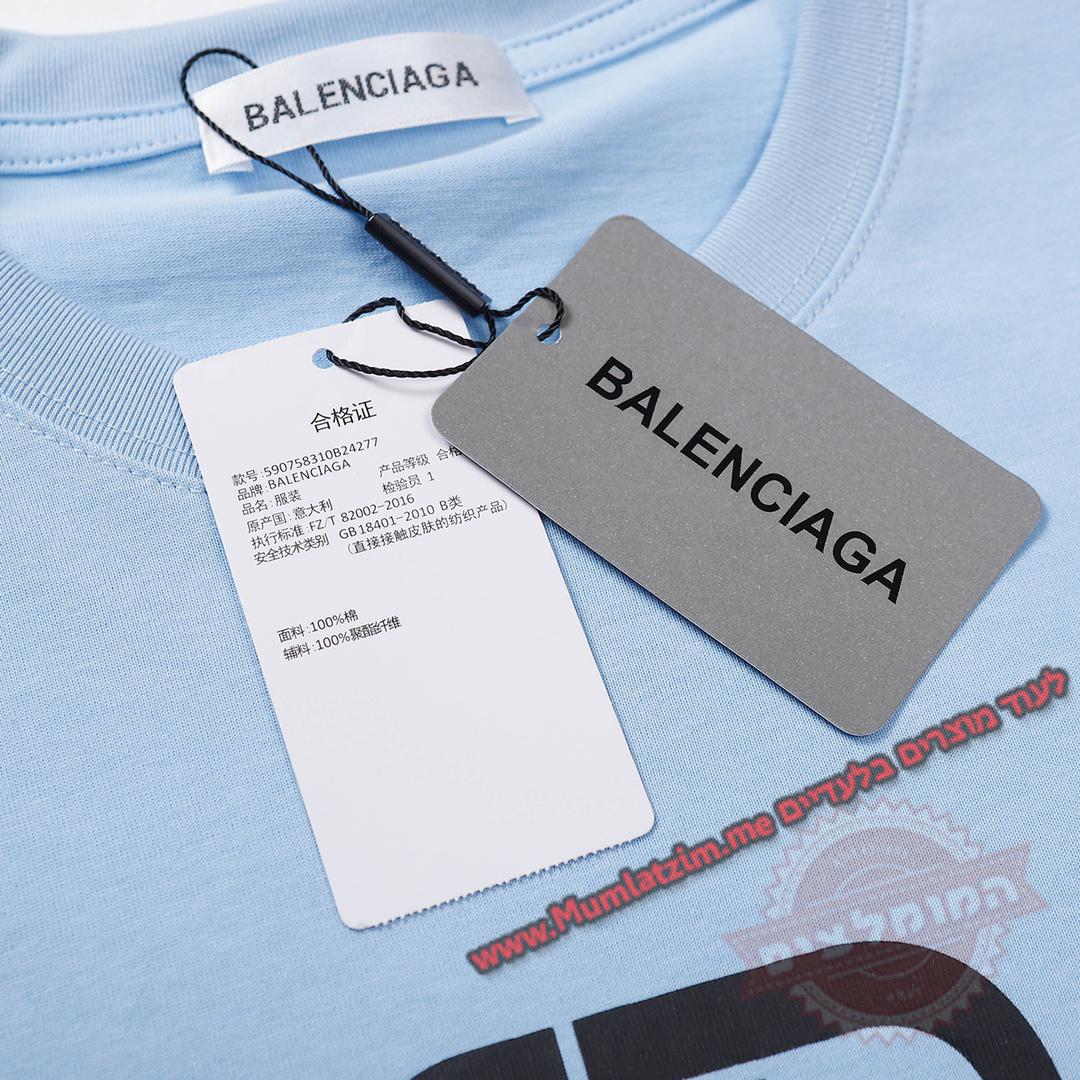 BALENCIAGA
BALENCIAGA
合格证
款号:590758310B24277
品牌:BALENCIAGA 产品等级 合格
品名:服装 检验员 1
原产国:意大利
执行标准:FZ/T 82002-2016
安全技术类别 GB18401-2010 B类
(直接接触皮肤的纺织产品)
面料:100%棉
辅料:100%聚酯纤维
לעוד מוצרים בלעדיים www.Mumlatzim.me
המומלצים